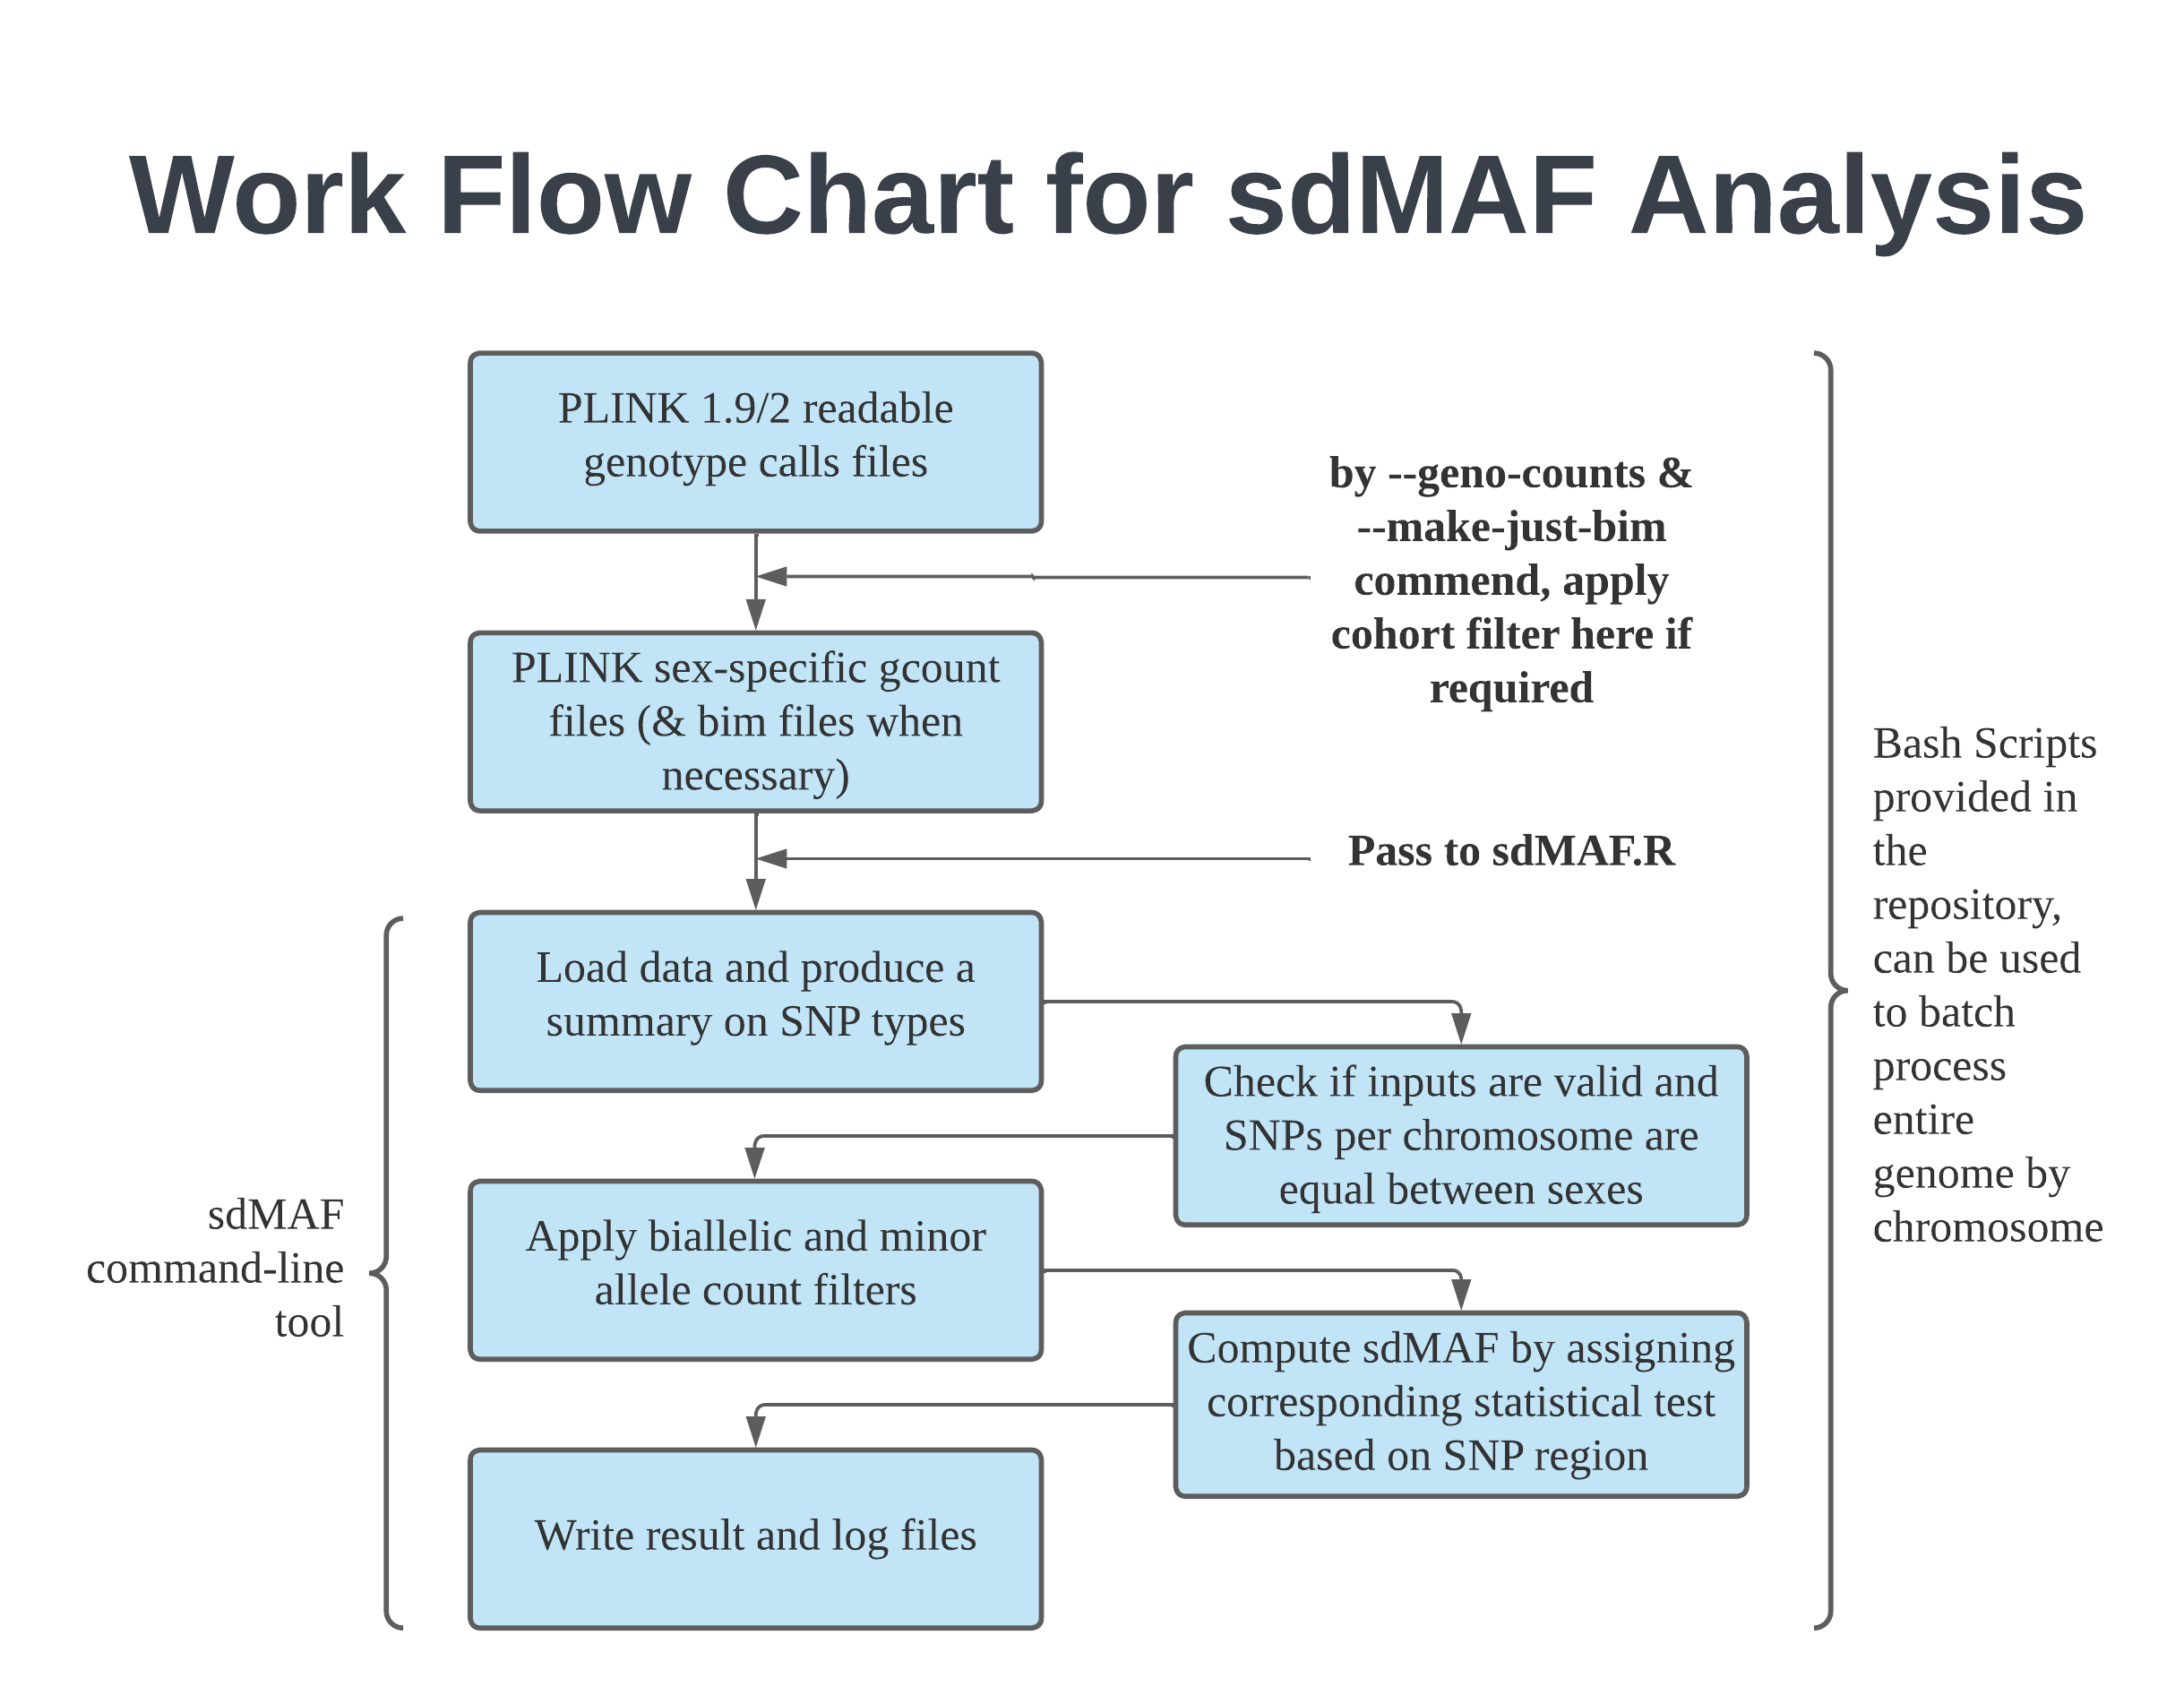 Work Flow Chart for sdMAF Analysis
PLINK 1.9/2 readable
genotype calls files
by --geno-counts &
--make-just-bim
commend, apply
cohort filter here if
required
PLINK sex-specific gcount
files (& bim files when
necessary)
Pass to sdMAF.R
Load data and produce a
summary on SNP types
Check if inputs are valid and
SNPs per chromosome are
equal between sexes
Apply biallelic and minor
allele count filters
Compute sdMAF by assigning
corresponding statistical test
based on SNP region
Write result and log files
sdMAF
command-line
tool
Bash Scripts
provided in
the
repository,
can be used
to batch
process
entire
genome by
chromosome